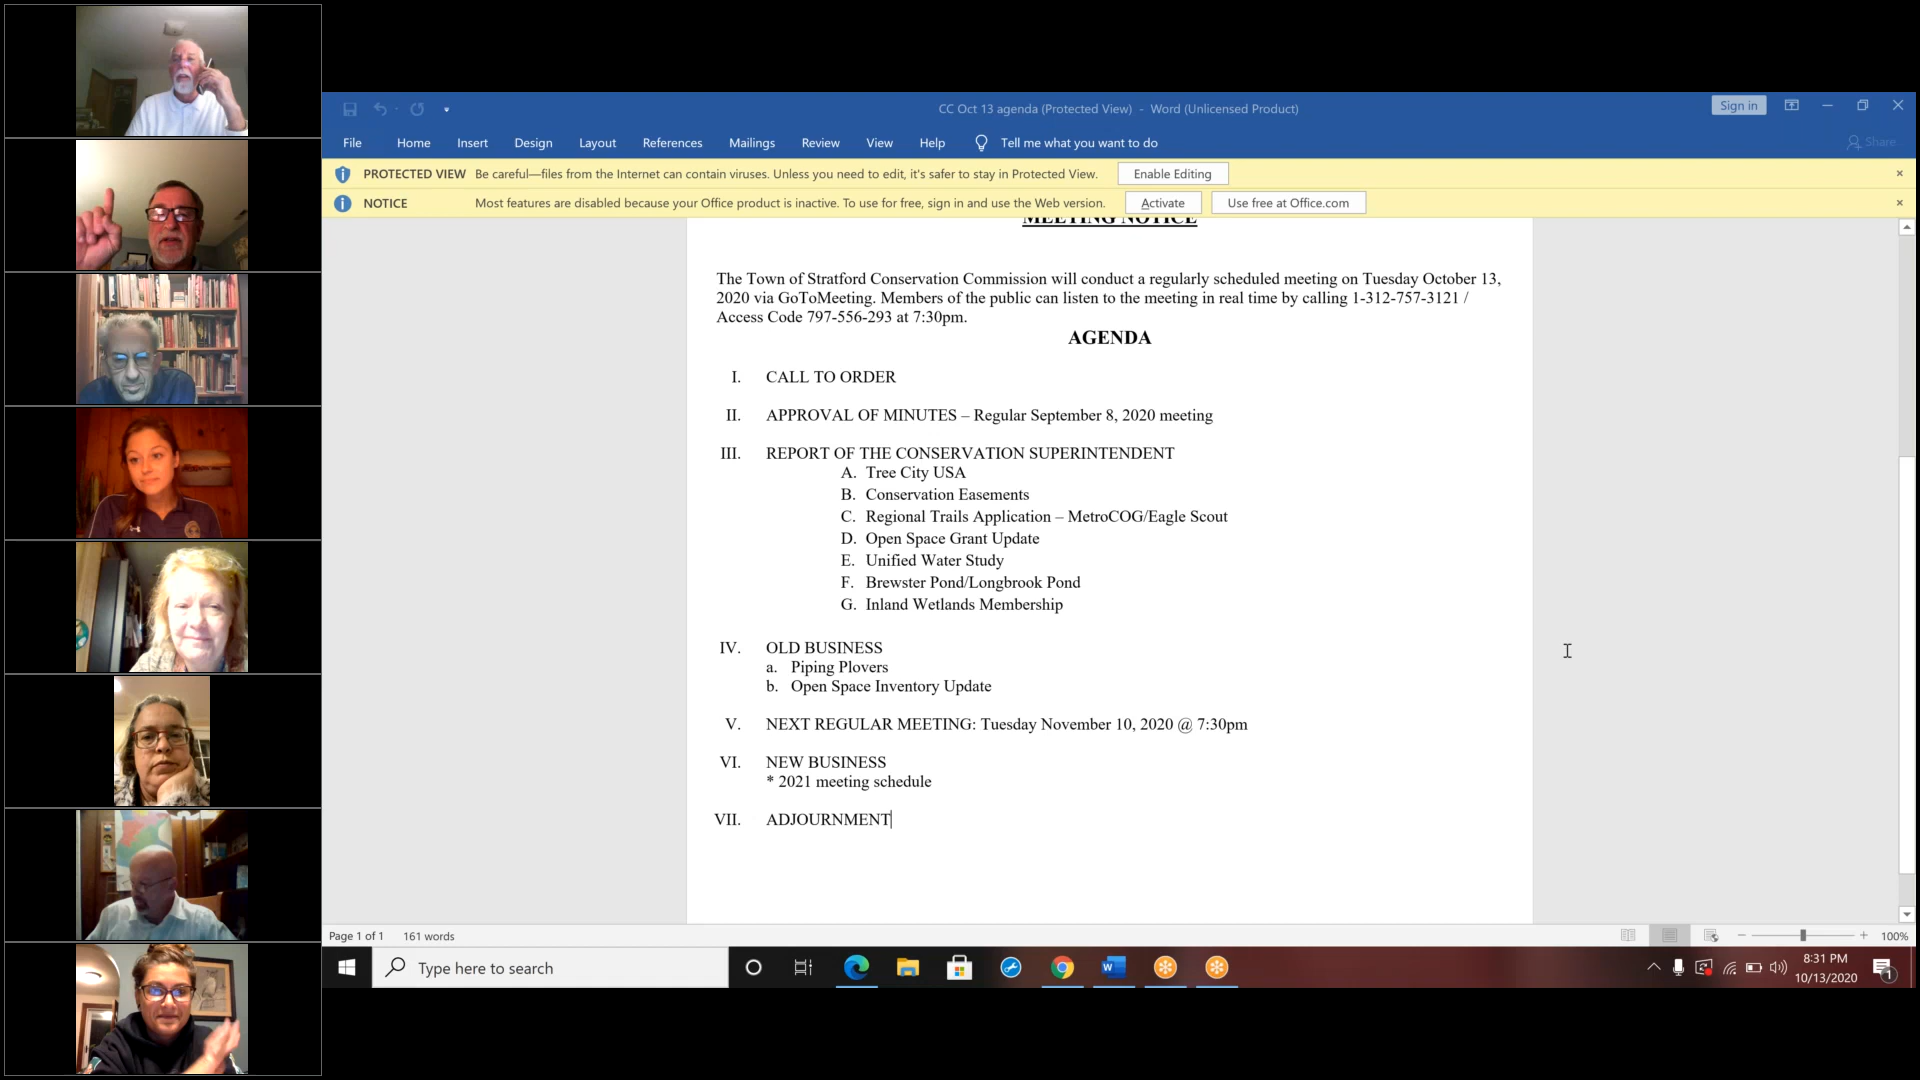 CC Oct 13 agenda (Protected View) - Word (Unlicensed Product)
Sign in
File Home Insert Design Layout References Mailings Review View Help Tell me what you want to do Share
PROTECTED VIEW Be careful—files from the Internet can contain viruses. Unless you need to edit, it's safer to stay in Protected View. Enable Editing
NOTICE Most features are disabled because your Office product is inactive. To use for free, sign in and use the Web version. Activate Use free at Office.com
MEETING NOTICE
The Town of Stratford Conservation Commission will conduct a regularly scheduled meeting on Tuesday October 13,
2020 via GoToMeeting. Members of the public can listen to the meeting in real time by calling 1-312-757-3121 /
Access Code 797-556-293 at 7:30pm.
AGENDA
I. CALL TO ORDER
II. APPROVAL OF MINUTES – Regular September 8, 2020 meeting
III. REPORT OF THE CONSERVATION SUPERINTENDENT
A. Tree City USA
B. Conservation Easements
C. Regional Trails Application – MetroCOG/Eagle Scout
D. Open Space Grant Update
E. Unified Water Study
F. Brewster Pond/Longbrook Pond
G. Inland Wetlands Membership
IV. OLD BUSINESS
a. Piping Plovers
b. Open Space Inventory Update
V. NEXT REGULAR MEETING: Tuesday November 10, 2020 @ 7:30pm
VI. NEW BUSINESS
* 2021 meeting schedule
VII. ADJOURNMENT
Page 1 of 1 161 words 100%
Type here to search
8:31 PM
10/13/2020
1